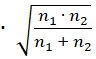 · √((n₁ · n₂)/(n₁ + n₂))